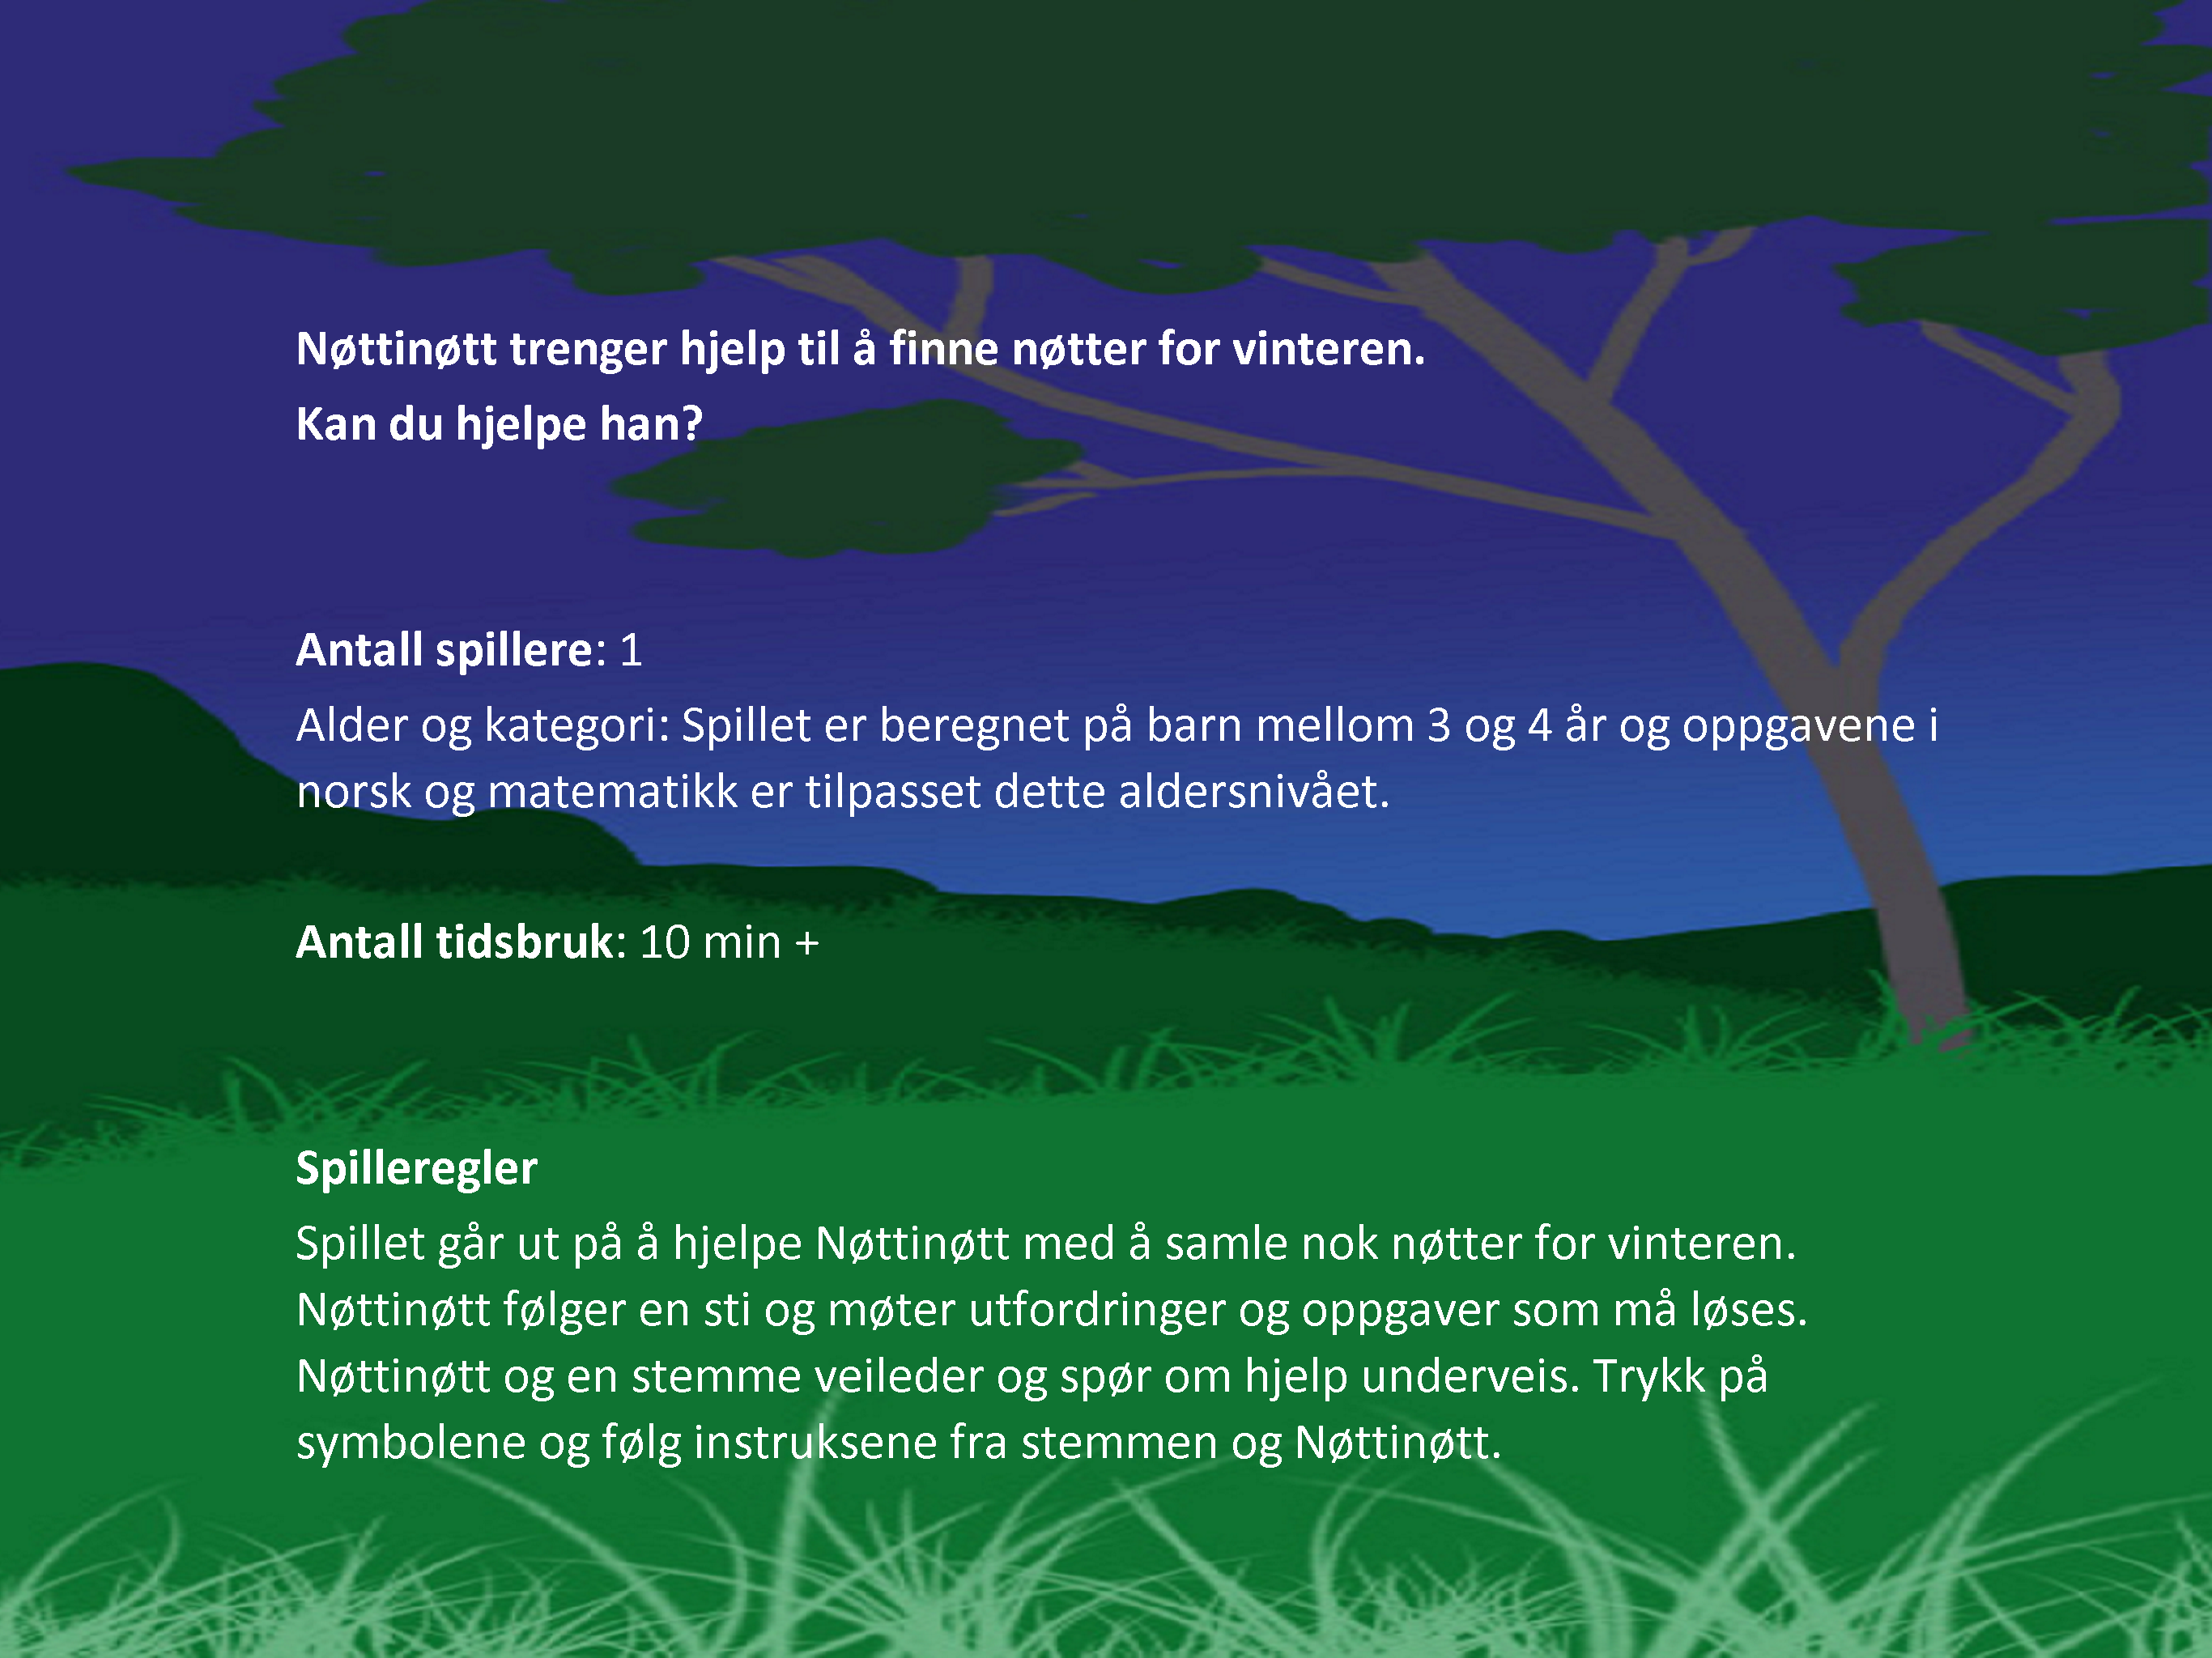 Nøttinøtt trenger hjelp til å finne nøtter for vinteren.
Kan du hjelpe han?
Antall spillere: 1
Alder og kategori: Spillet er beregnet på barn mellom 3 og 4 år og oppgavene i
norsk og matematikk er tilpasset dette aldersnivået.
Antall tidsbruk: 10 min +
Spilleregler
Spillet går ut på å hjelpe Nøttinøtt med å samle nok nøtter for vinteren.
Nøttinøtt følger en sti og møter utfordringer og oppgaver som må løses.
Nøttinøtt og en stemme veileder og spør om hjelp underveis. Trykk på
symbolene og følg instruksene fra stemmen og Nøttinøtt.